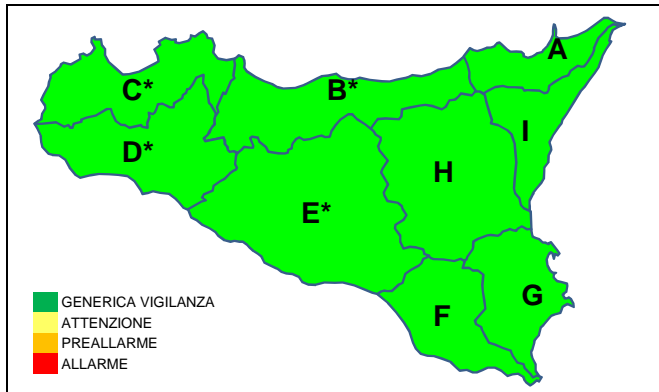 A
C*
B*
I
D*
H
E*
G
F
GENERICA VIGILANZA
ATTENZIONE
PREALLARME
ALLARME